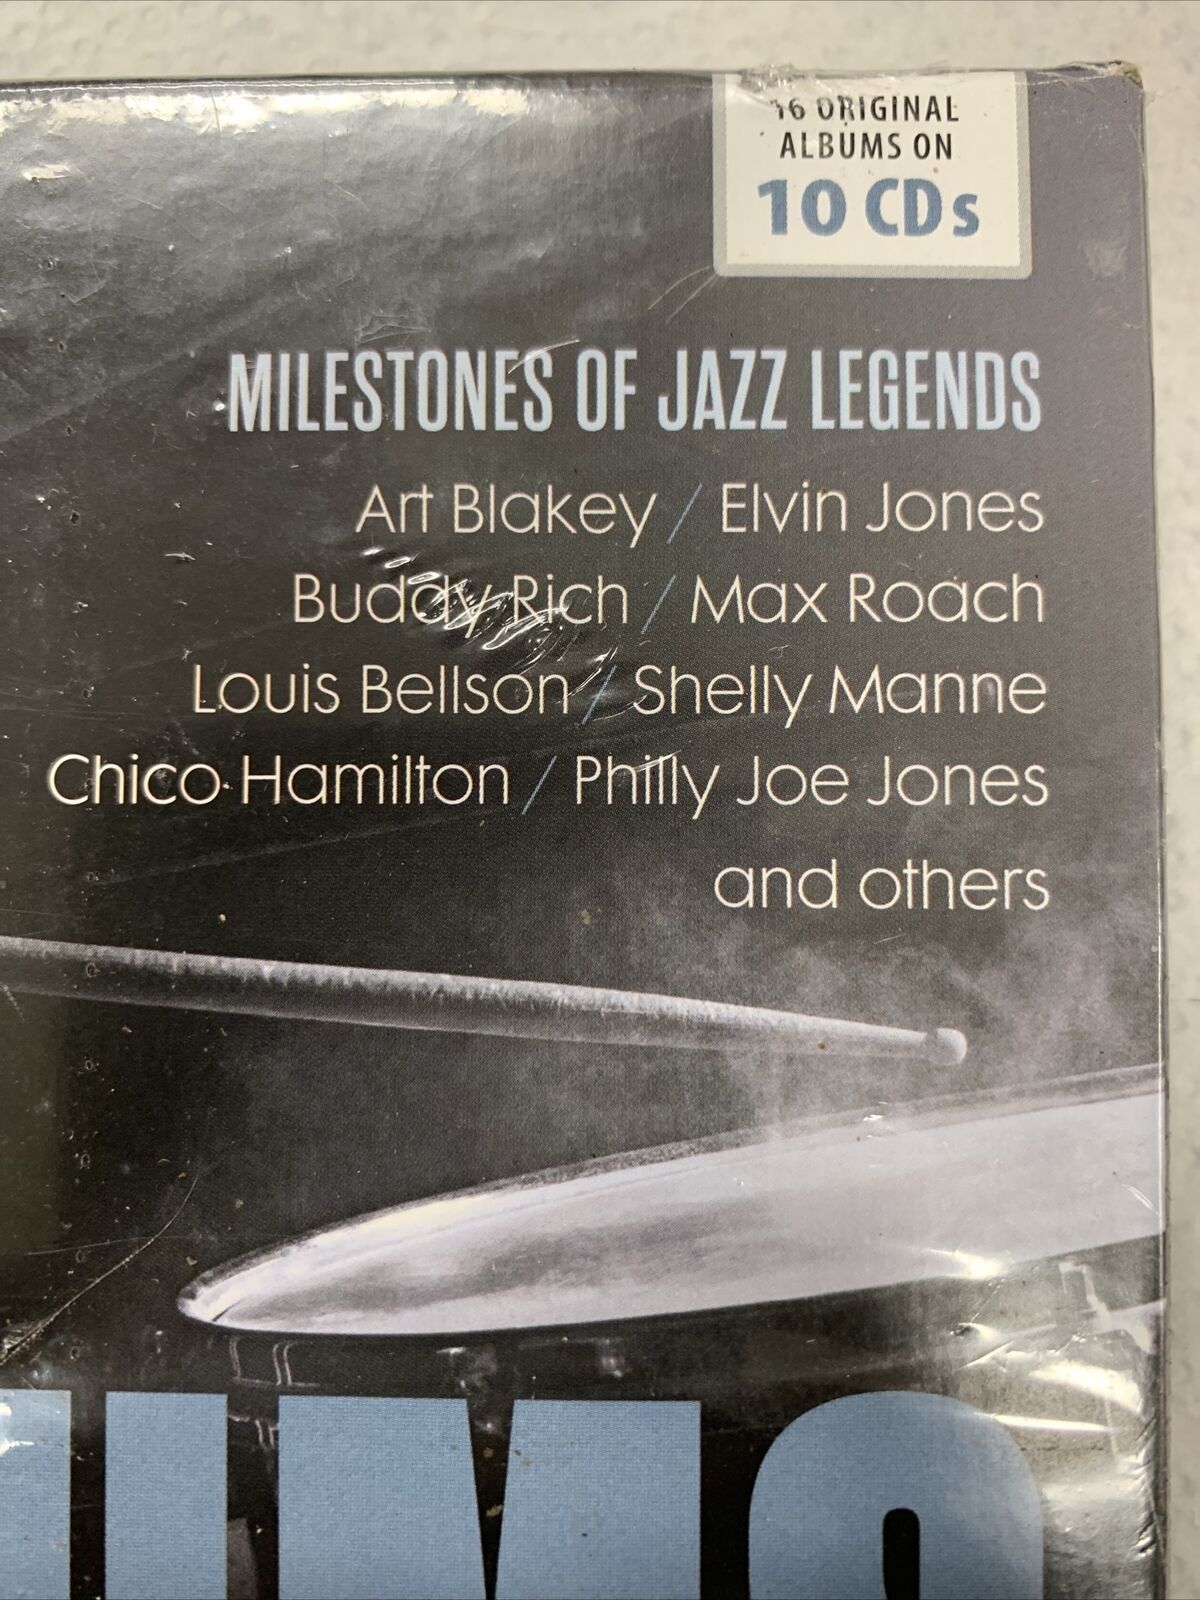 16 ORIGINAL
ALBUMS ON
10 CDs
MILESTONES OF JAZZ LEGENDS
Art Blakey / Elvin Jones
Buddy Rich / Max Roach
Louis Bellson / Shelly Manne
Chico Hamilton / Philly Joe Jones
and others